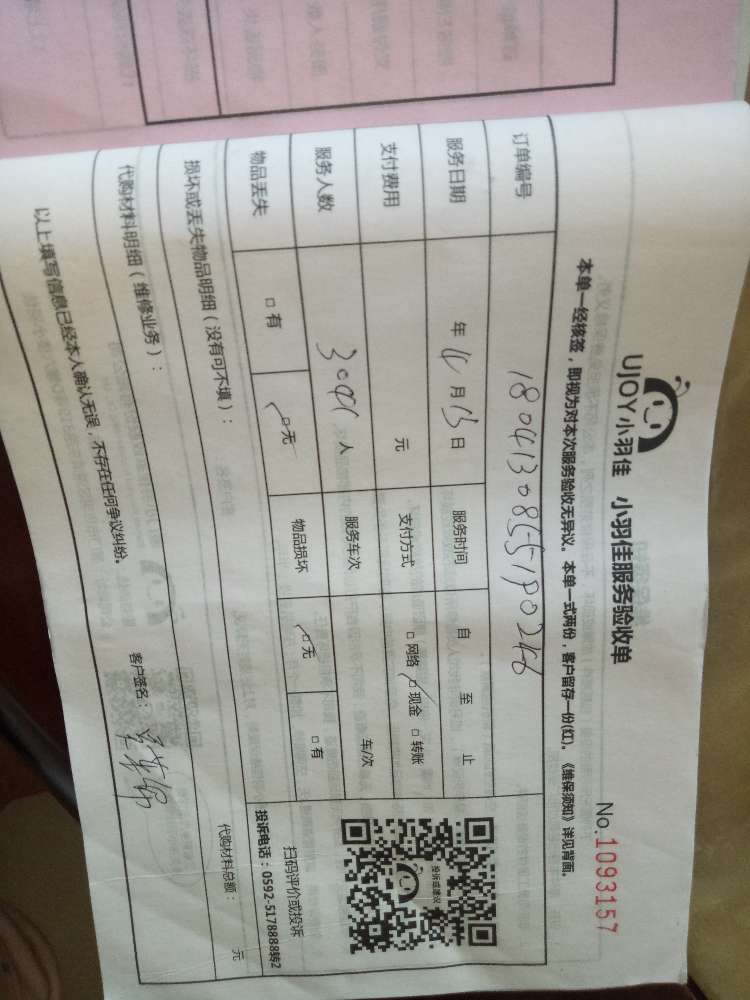 UJOY小羽佳 小羽佳服务验收单
No.1093157
本单一经核签，即视为对本次服务验收无异议。本单一式两份，客户留存一份(红)。《维保须知》详见背面。
订单编号 1804130855190246
服务日期 年 月 13 日 服务时间 自 至 止
支付费用 元 支付方式 □网络 □现金 □转账
服务人数 人 服务车次 车/次
物品丢失 □有 □无 物品损坏 □无 □有
投诉或建议
扫码评价或投诉
投诉电话：0592-5178888转2
损坏或丢失物品明细（没有可不填）：
代购材料明细（维修业务）：
代购材料总额： 元
以上填写信息已经本人确认无误，不存在任何争议纠纷。
客户签名：